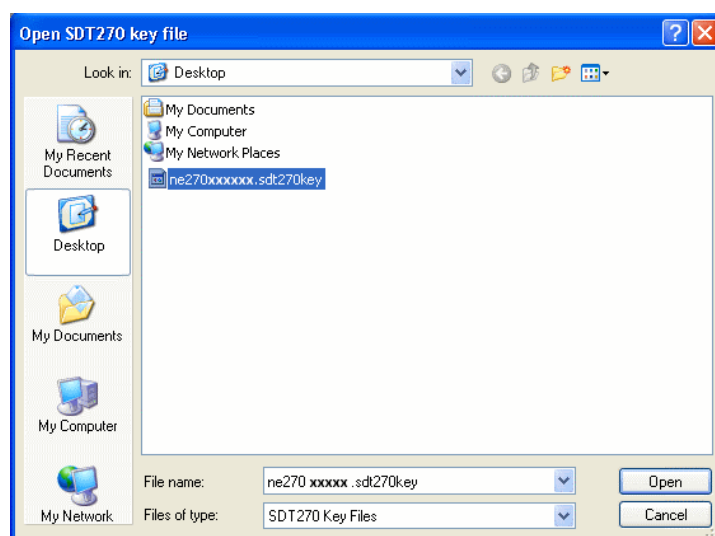 Open SDT270 key file
Look in:
Desktop
My Documents
My Computer
My Network Places
ne270xxxxxx.sdt270key
My Recent
Documents
Desktop
My Documents
My Computer
My Network
File name:
ne270 xxxxx .sdt270key
Open
Files of type:
SDT270 Key Files
Cancel